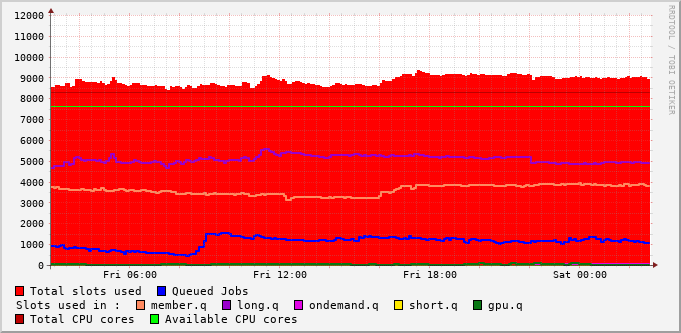 12000
11000
10000
9000
8000
7000
6000
5000
4000
3000
2000
1000
0
Fri 06:00 Fri 12:00 Fri 18:00 Sat 00:00
Total slots used Queued Jobs
Slots used in : member.q long.q ondemand.q short.q gpu.q
Total CPU cores Available CPU cores
RRDTOOL / TOBI OETIKER